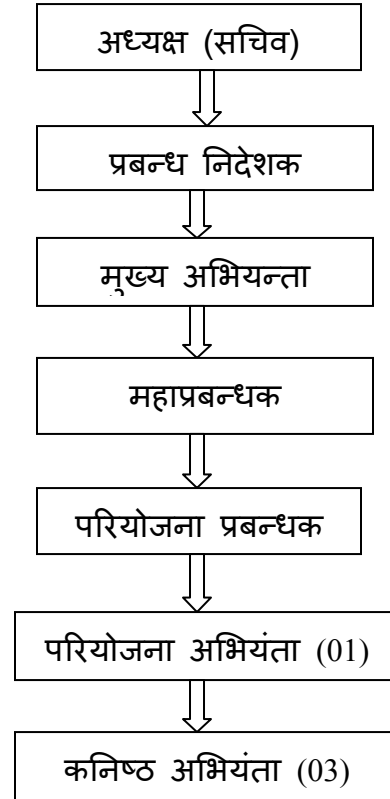 अध्यक्ष (सचिव)
प्रबन्ध निदेशक
मुख्य अभियन्ता
महाप्रबन्धक
परियोजना प्रबन्धक
परियोजना अभियंता (01)
कनिष्ठ अभियंता (03)